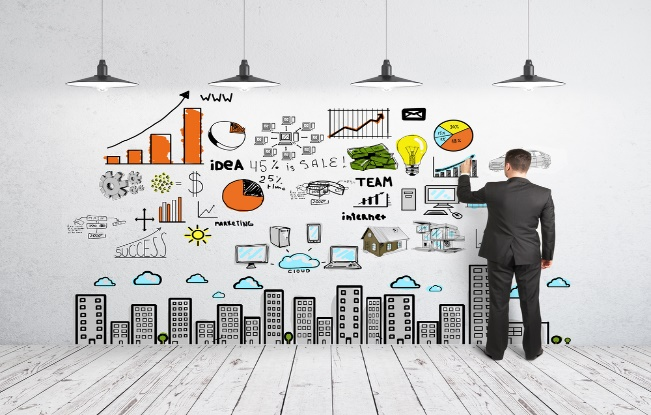 WWW
iDEA
45% is SALE!
25%
TEAM
internet
MARKETING
SUCCESS
CLOUD
$